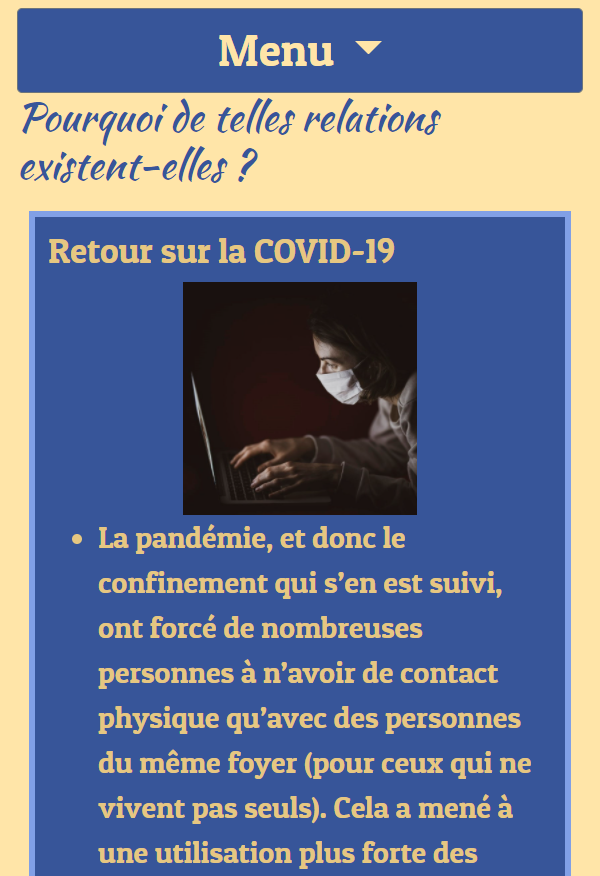 Menu
Pourquoi de telles relations
existent-elles ?
Retour sur la COVID-19
La pandémie, et donc le
confinement qui s’en est suivi,
ont forcé de nombreuses
personnes à n’avoir de contact
physique qu’avec des personnes
du même foyer (pour ceux qui ne
vivent pas seuls). Cela a mené à
une utilisation plus forte des